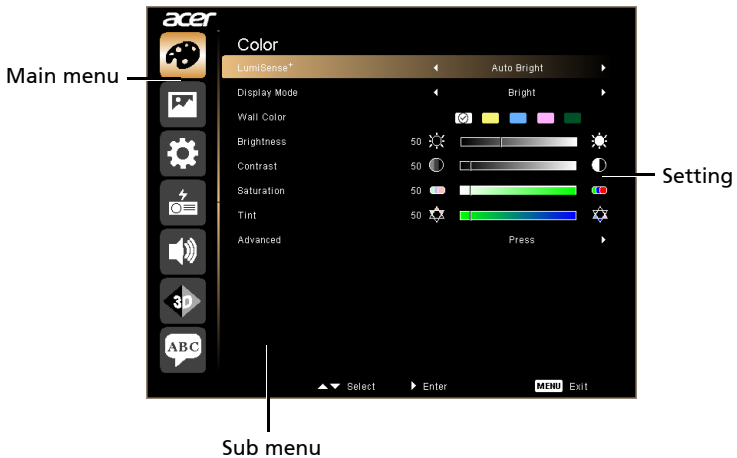 acer
Color
Main menu
LumiSense+ Auto Bright
Display Mode Bright
Wall Color
Brightness 50
Contrast 50
Setting
Saturation 50
Tint 50
Advanced Press
3D
ABC
Select Enter MENU Exit
Sub menu